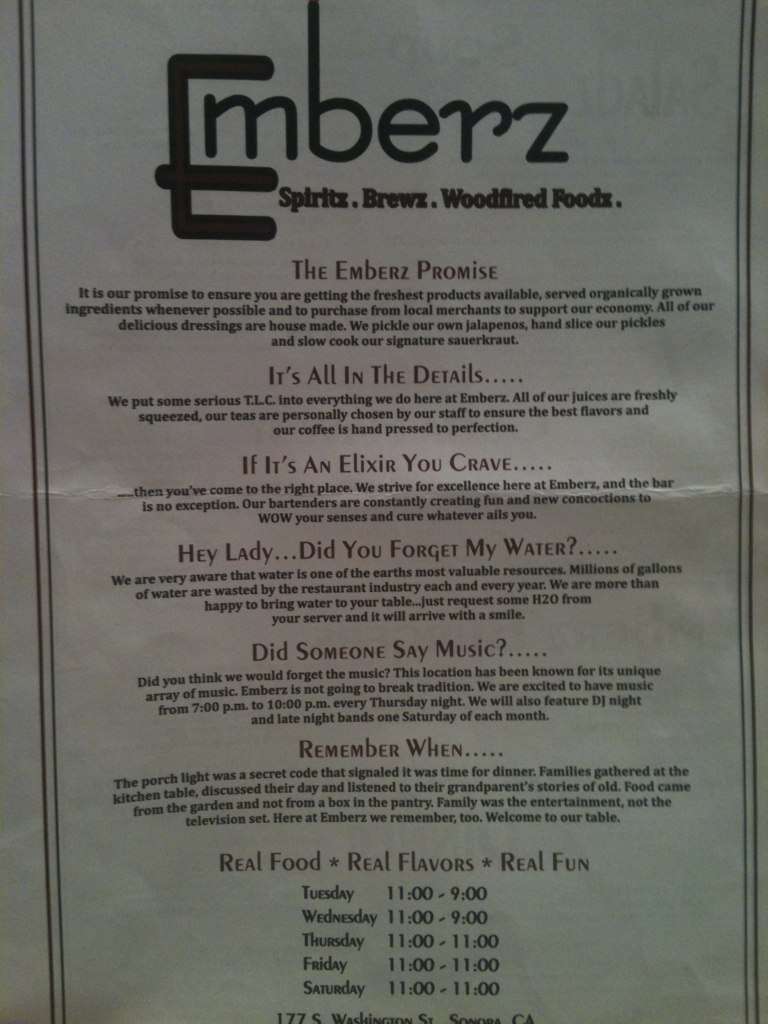 Emberz
Spiritz . Brewz . Woodfired Foodz .
The Emberz Promise
It is our promise to ensure you are getting the freshest products available, served organically grown
ingredients whenever possible and to purchase from local merchants to support our economy. All of our
delicious dressings are house made. We pickle our own jalapenos, hand slice our pickles
and slow cook our signature sauerkraut.
It's All In The Details.....
We put some serious T.L.C. into everything we do here at Emberz. All of our juices are freshly
squeezed, our teas are personally chosen by our staff to ensure the best flavors and
our coffee is hand pressed to perfection.
If It's An Elixir You Crave.....
.....then you've come to the right place. We strive for excellence here at Emberz, and the bar
is no exception. Our bartenders are constantly creating fun and new concoctions to
WOW your senses and cure whatever ails you.
Hey Lady...Did You Forget My Water?.....
We are very aware that water is one of the earths most valuable resources. Millions of gallons
of water are wasted by the restaurant industry each and every year. We are more than
happy to bring water to your table...just request some H2O from
your server and it will arrive with a smile.
Did Someone Say Music?.....
Did you think we would forget the music? This location has been known for its unique
array of music. Emberz is not going to break tradition. We are excited to have music
from 7:00 p.m. to 10:00 p.m. every Thursday night. We will also feature DJ night
and late night bands one Saturday of each month.
Remember When.....
The porch light was a secret code that signaled it was time for dinner. Families gathered at the
kitchen table, discussed their day and listened to their grandparent's stories of old. Food came
from the garden and not from a box in the pantry. Family was the entertainment, not the
television set. Here at Emberz we remember, too. Welcome to our table.
Real Food * Real Flavors * Real Fun
Tuesday 11:00 - 9:00
Wednesday 11:00 - 9:00
Thursday 11:00 - 11:00
Friday 11:00 - 11:00
Saturday 11:00 - 11:00
177 S. Washington St., Sonora, CA